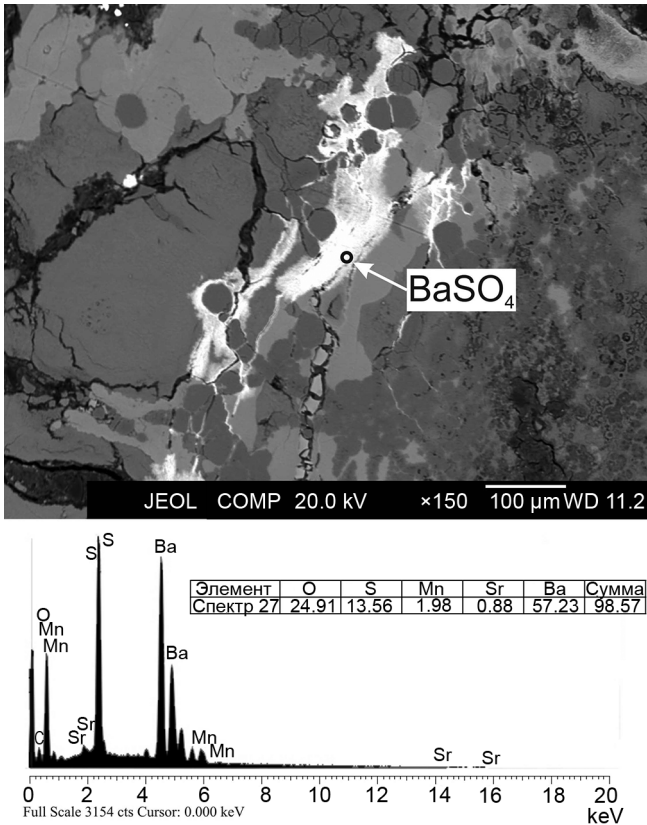 BaSO₄
JEOL COMP 20.0 kV ×150 100 µm WD 11.2
S S
Ba
Элемент O S Mn Sr Ba Сумма
Спектр 27 24.91 13.56 1.98 0.88 57.23 98.57
O
Mn
Mn
Ba
Sr
Sr
C
Mn
Mn
Sr
Sr
0 2 4 6 8 10 12 14 16 18 20
Full Scale 3154 cts Cursor: 0.000 keV
keV